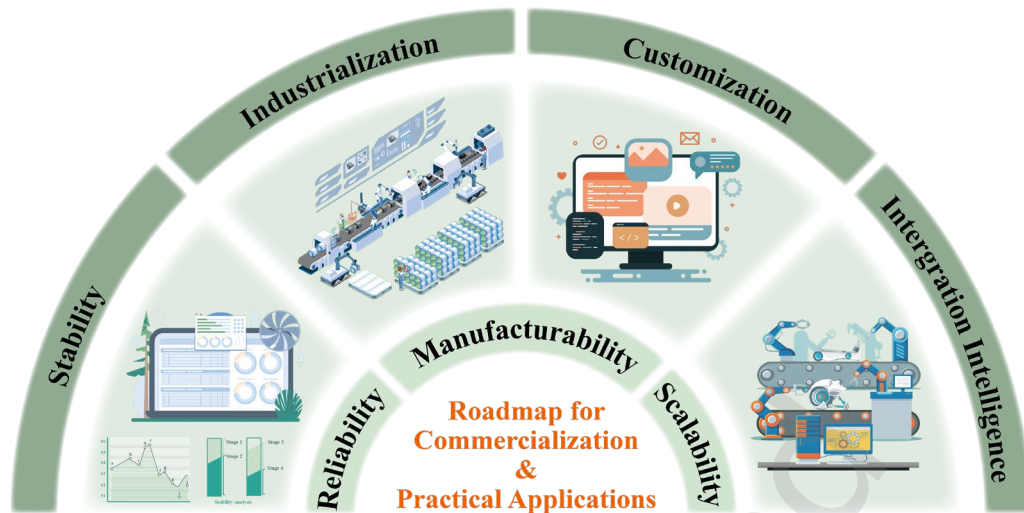 Stability
Industrialization
Customization
Intergration Intelligence
Reliability
Manufacturability
Scalability
Roadmap for
Commercialization
&
Practical Applications
Stage 1
Stage 2
Stage 3
Stage 4
Stability analysis